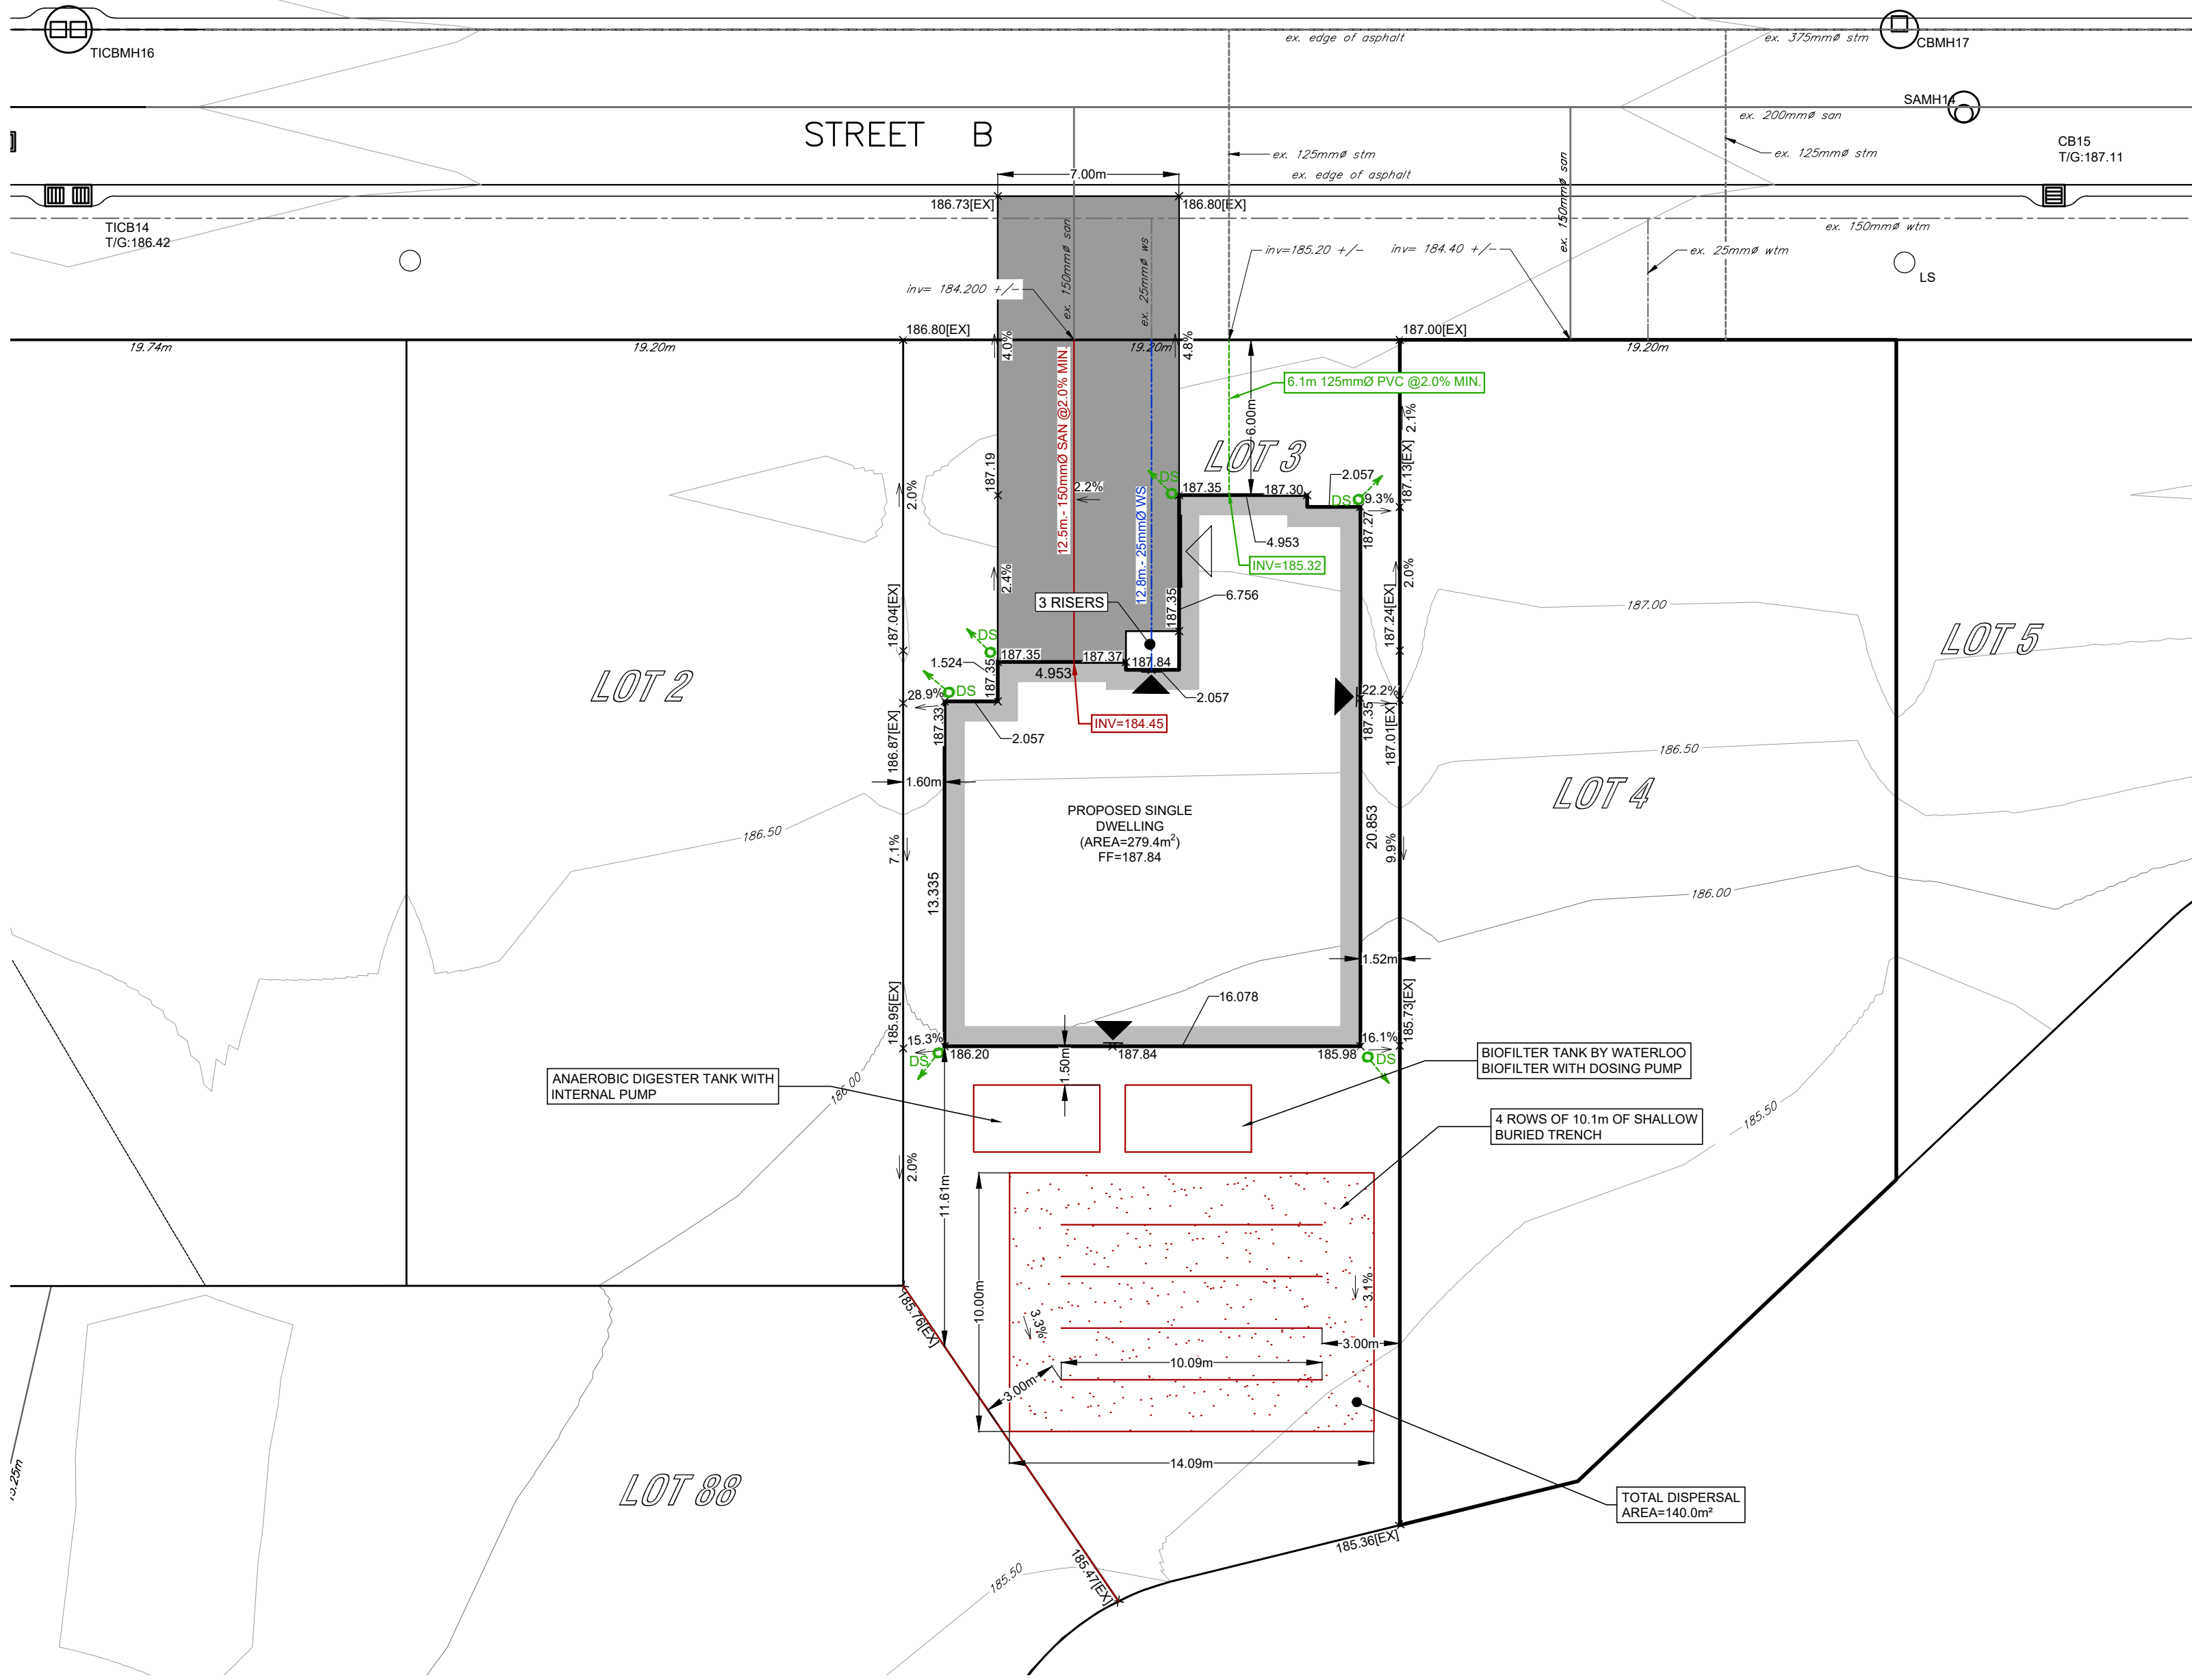 TICBMH16
ex. edge of asphalt
ex. 375mmØ stm
CBMH17
SAMH14
ex. 200mmØ san
STREET B
CB15
T/G:187.11
ex. 125mmØ stm
ex. 125mmØ stm
ex. 150mmØ san
7.00m
ex. edge of asphalt
186.73[EX]
186.80[EX]
TICB14
T/G:186.42
ex. 150mmØ san
ex. 25mmØ ws
ex. 150mmØ wtm
inv=185.20 +/-
inv= 184.40 +/-
ex. 25mmØ wtm
LS
inv= 184.200 +/-
186.80[EX]
187.00[EX]
19.74m
19.20m
4.0%
19.20m
4.8%
19.20m
12.5m.- 150mmØ SAN @2.0% MIN.
6.1m 125mmØ PVC @2.0% MIN.
6.00m
2.1%
LOT 3
187.13[EX]
187.19
2.0%
2.2%
DS
187.35
187.30
2.057
DS
9.3%
187.27
12.8m.- 25mmØ WS
4.953
INV=185.32
2.4%
2.0%
3 RISERS
6.756
187.35
187.00
187.04[EX]
187.24[EX]
DS
LOT 5
1.524
187.35
187.37
187.84
4.953
187.35
LOT 2
28.9%
DS
2.057
22.2%
187.33
187.35
INV=184.45
2.057
186.87[EX]
187.01[EX]
186.50
1.60m
LOT 4
PROPOSED SINGLE
DWELLING
(AREA=279.4m²)
FF=187.84
186.50
7.1%
20.853
9.9%
13.335
186.00
1.52m
16.078
185.95[EX]
185.73[EX]
15.3%
16.1%
DS
186.20
187.84
185.98
DS
1.50m
BIOFILTER TANK BY WATERLOO
BIOFILTER WITH DOSING PUMP
ANAEROBIC DIGESTER TANK WITH
INTERNAL PUMP
186.00
185.50
4 ROWS OF 10.1m OF SHALLOW
BURIED TRENCH
2.0%
11.61m
10.00m
3.1%
3.3%
185.76[EX]
3.00m
10.09m
3.00m
14.09m
LOT 88
TOTAL DISPERSAL
AREA=140.0m²
185.36[EX]
185.50
185.47[EX]